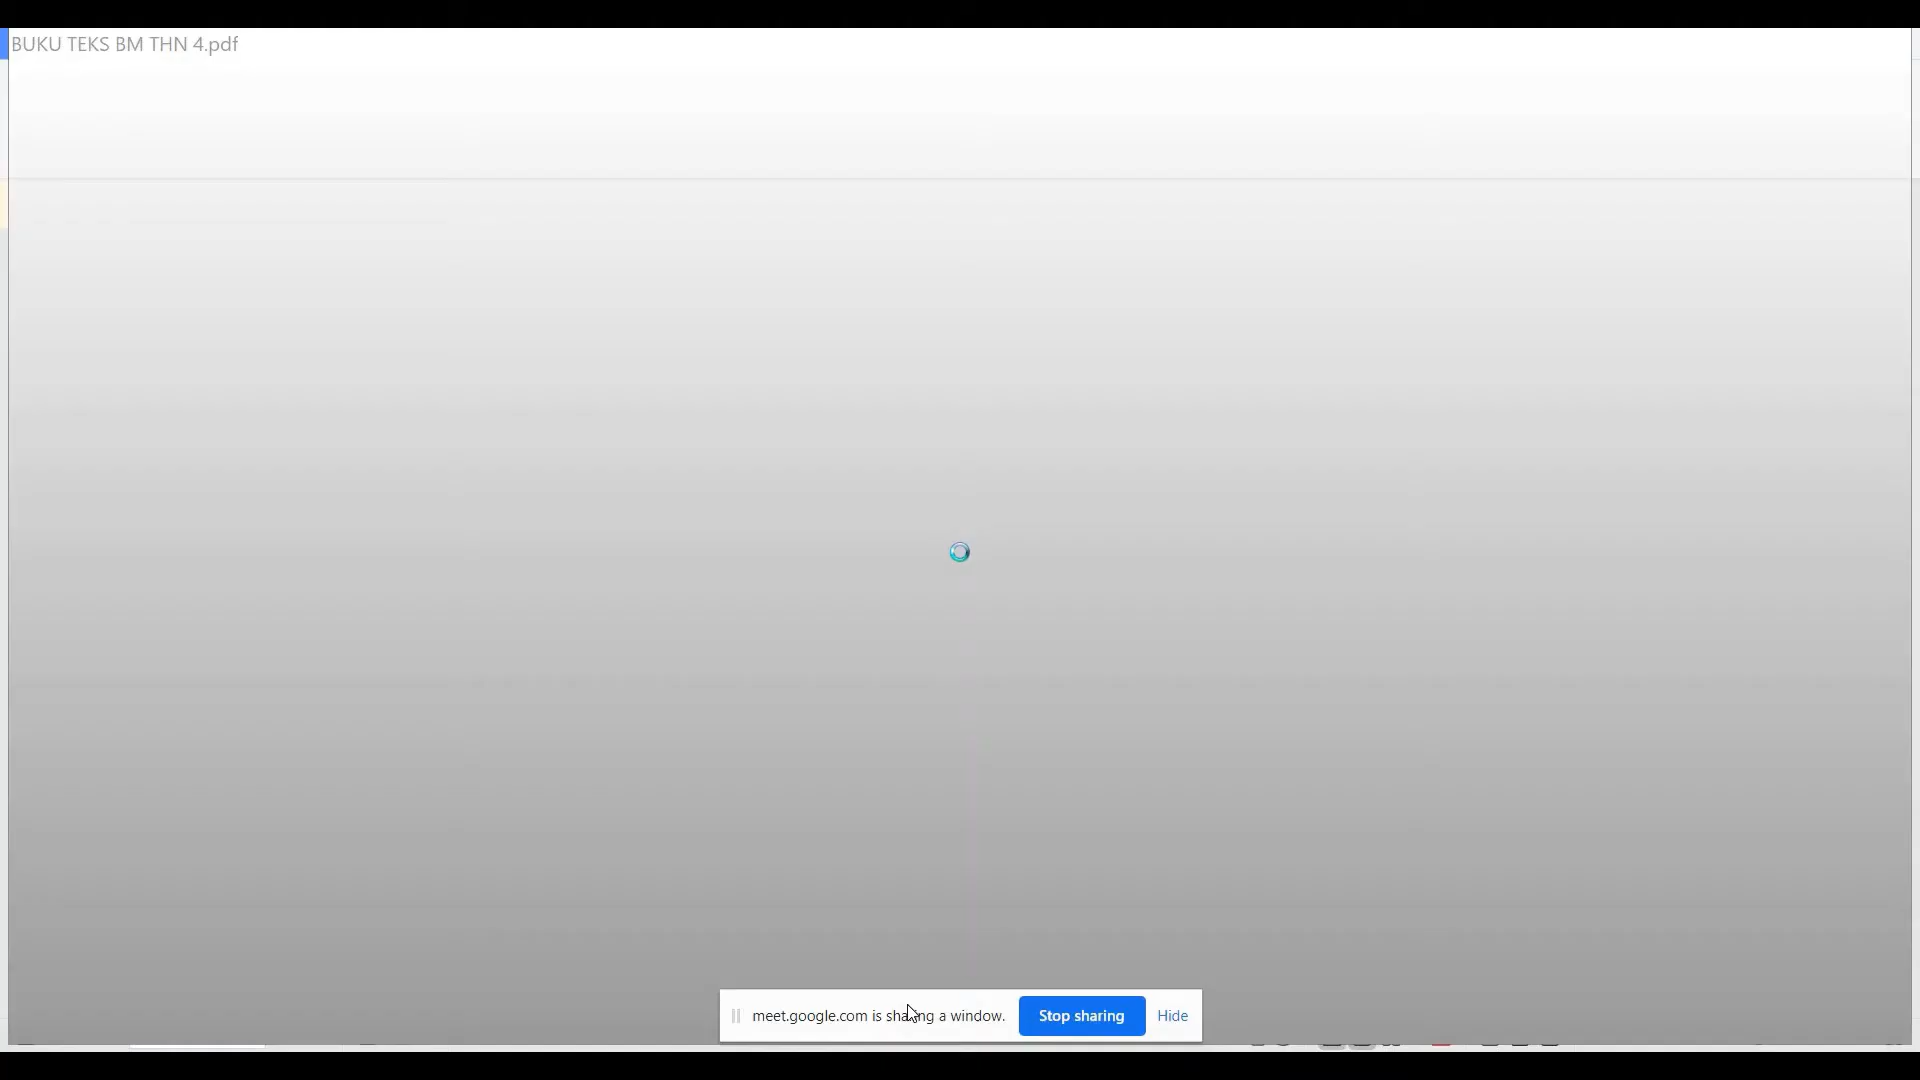 BUKU TEKS BM THN 4.pdf
meet.google.com is sharing a window. Stop sharing Hide